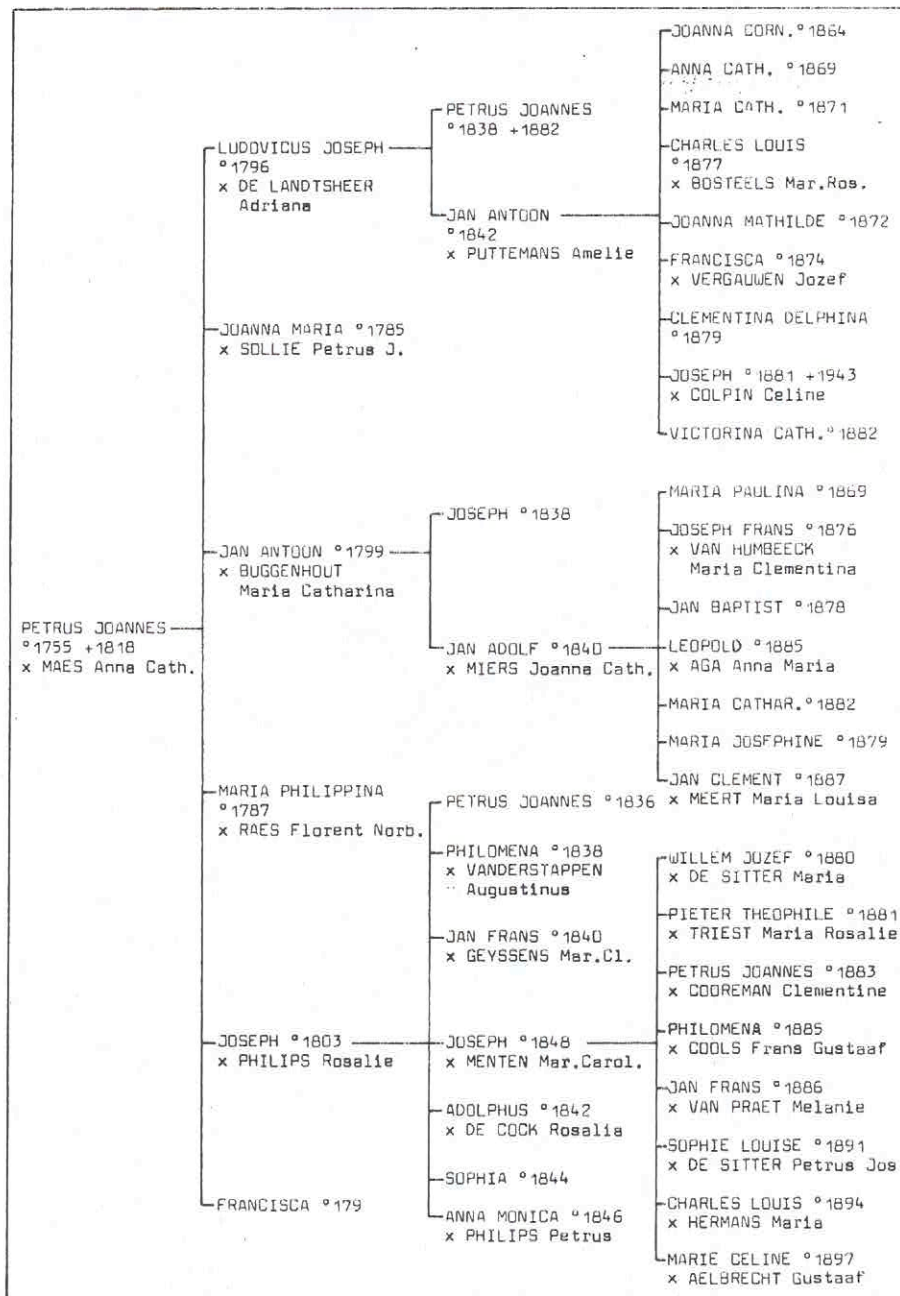 PETRUS JOANNES
°1755 +1818
x MAES Anna Cath.
LUDOVICUS JOSEPH
°1796
x DE LANDTSHEER
Adriana
JOANNA MARIA °1785
x SOLLIE Petrus J.
JAN ANTOON °1799
x BUGGENHOUT
Maria Catharina
MARIA PHILIPPINA
°1787
x RAES Florent Norb.
JOSEPH °1803
x PHILIPS Rosalie
FRANCISCA °179
PETRUS JOANNES
°1838 +1882
JAN ANTOON
°1842
x PUTTEMANS Amelie
JOSEPH °1838
JAN ADOLF °1840
x MIERS Joanna Cath.
PETRUS JOANNES °1836
PHILOMENA °1838
x VANDERSTAPPEN
Augustinus
JAN FRANS °1840
x GEYSSENS Mar.Cl.
JOSEPH °1848
x MENTEN Mar.Carol.
ADOLPHUS °1842
x DE COCK Rosalia
SOPHIA °1844
ANNA MONICA °1846
x PHILIPS Petrus
JOANNA CORN. °1864
ANNA CATH. °1869
MARIA CATH. °1871
CHARLES LOUIS
°1877
x BOSTEELS Mar.Ros.
JOANNA MATHILDE °1872
FRANCISCA °1874
x VERGAUWEN Jozef
CLEMENTINA DELPHINA
°1879
JOSEPH °1881 +1943
x COLPIN Celine
VICTORINA CATH.°1882
MARIA PAULINA °1869
JOSEPH FRANS °1876
x VAN HUMBEECK
Maria Clementina
JAN BAPTIST °1878
LEOPOLD °1885
x AGA Anna Maria
MARIA CATHAR.°1882
MARIA JOSEPHINE °1879
JAN CLEMENT °1887
x MEERT Maria Louisa
WILLEM JOZEF °1880
x DE SITTER Maria
PIETER THEOPHILE °1881
x TRIEST Maria Rosalie
PETRUS JOANNES °1883
x COOREMAN Clementine
PHILOMENA °1885
x COOLS Frans Gustaaf
JAN FRANS °1886
x VAN PRAET Melanie
SOPHIE LOUISE °1891
x DE SITTER Petrus Jos
CHARLES LOUIS °1894
x HERMANS Maria
MARIE CELINE °1897
x AELBRECHT Gustaaf